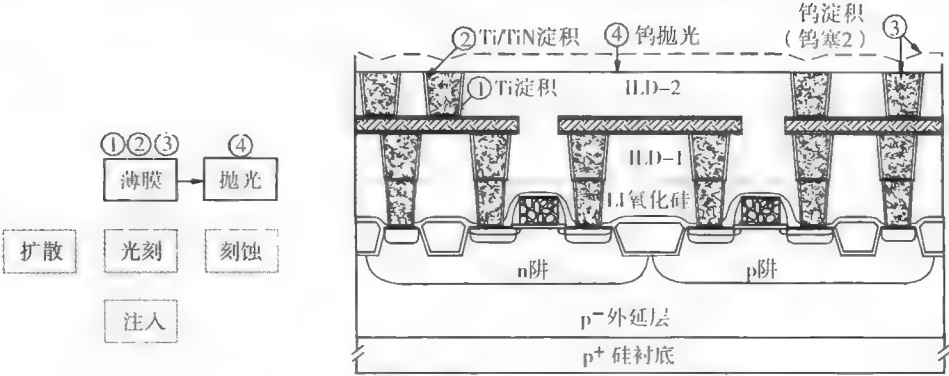 ①②③ ④
薄膜 抛光
扩散 光刻 刻蚀
注入
②Ti/TiN淀积
④钨抛光
钨淀积 ③
(钨塞2)
①Ti淀积
ILD-2
ILD-1
LI氧化硅
n阱 p阱
p⁻外延层
p⁺硅衬底